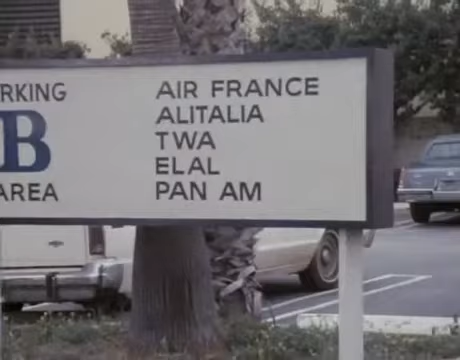 RKING
B
AREA
AIR FRANCE
ALITALIA
TWA
ELAL
PAN AM